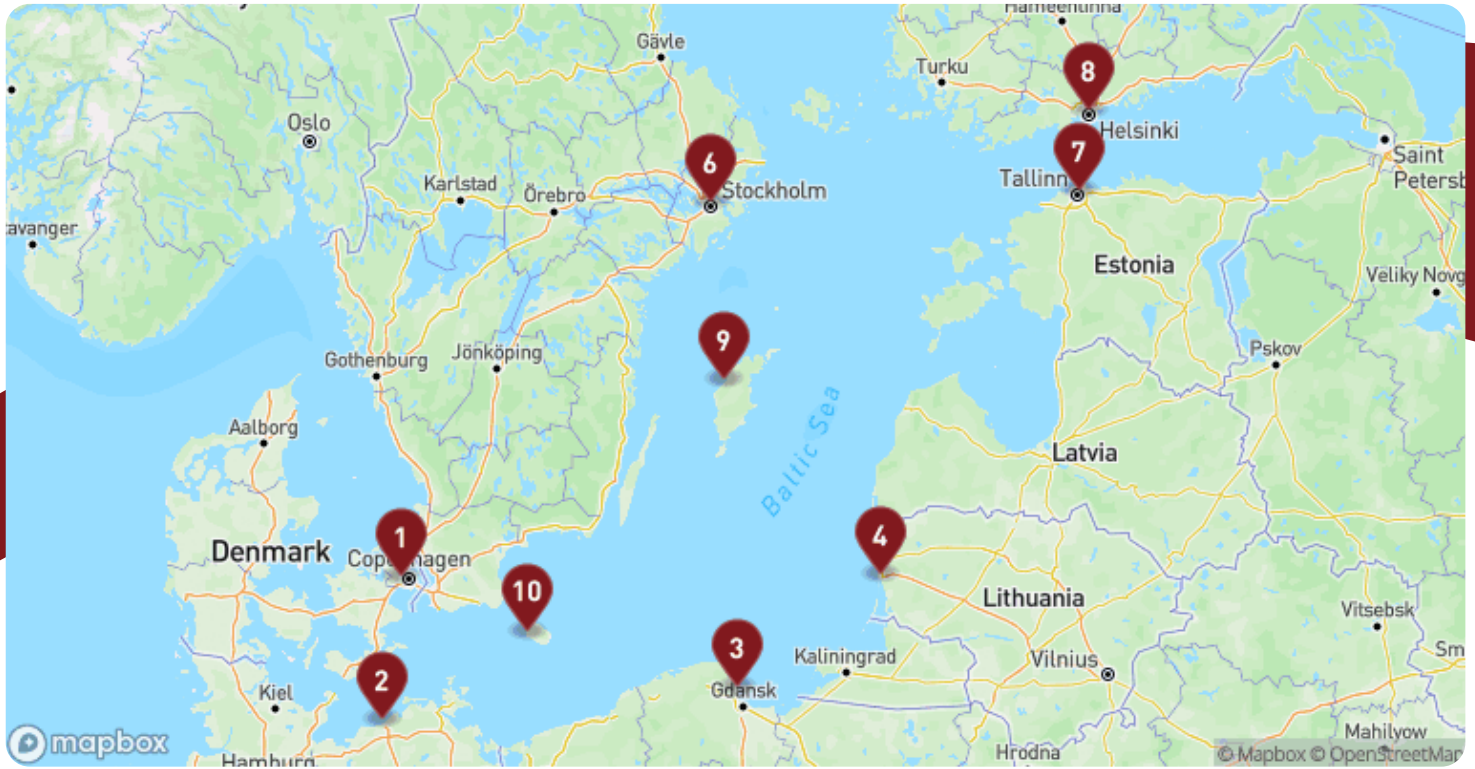 Hämeenlinna
Gävle
Turku
8
Oslo
Helsinki
7
Saint
Petersb
6
Tallinn
Stockholm
Karlstad
Örebro
avanger
Estonia
Veliky Novg
9
Gothenburg
Jönköping
Pskov
Aalborg
Baltic Sea
Latvia
1
4
Denmark
Copenhagen
10
Lithuania
Vitsebsk
3
Kaliningrad
Vilnius
Sm
2
Kiel
Gdansk
Mahilyow
mapbox
Hrodna
© Mapbox © OpenStreetMap
Hamburg